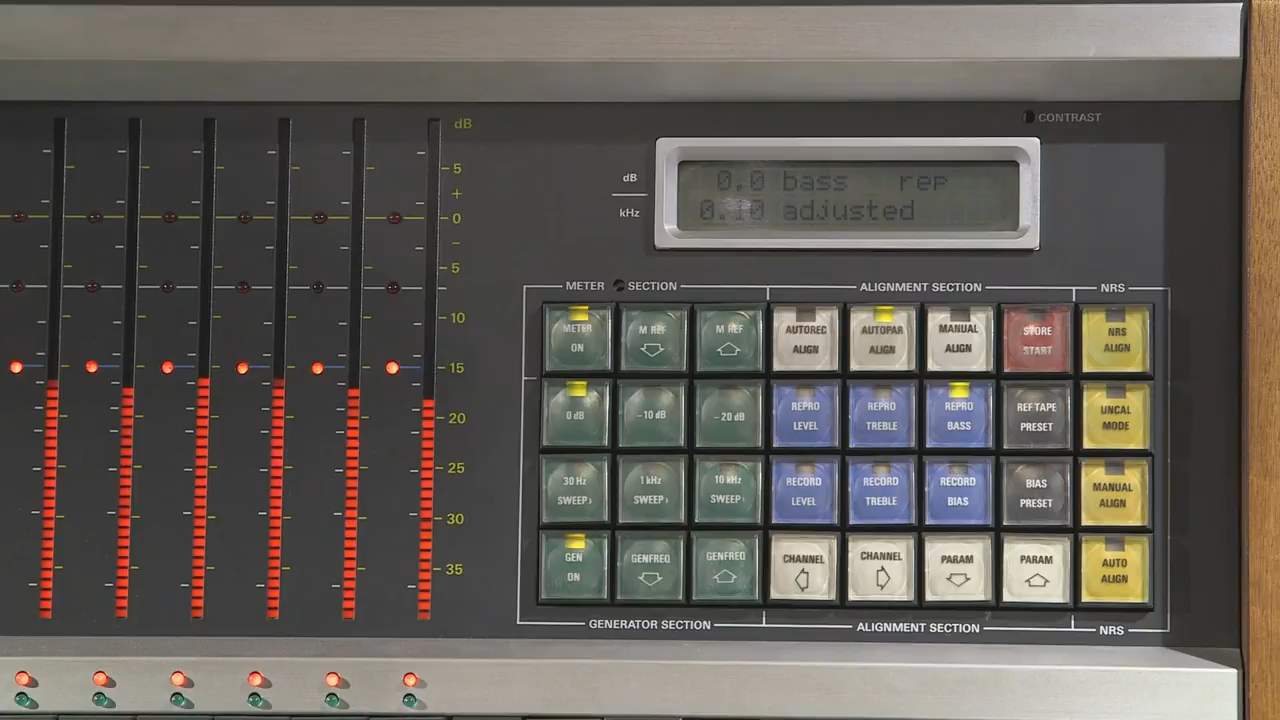 dB
5
+
0
–
5
10
15
20
25
30
35
CONTRAST
dB
kHz
0.0 bass rep
0.10 adjusted
METER SECTION
ALIGNMENT SECTION
NRS
METER ON
M REF
M REF
AUTOREC ALIGN
AUTOPAR ALIGN
MANUAL ALIGN
STORE START
NRS ALIGN
0 dB
–10 dB
–20 dB
REPRO LEVEL
REPRO TREBLE
REPRO BASS
REF TAPE PRESET
UNCAL MODE
30 Hz SWEEP›
1 kHz SWEEP›
10 kHz SWEEP›
RECORD LEVEL
RECORD TREBLE
RECORD BIAS
BIAS PRESET
MANUAL ALIGN
GEN ON
GENFREQ
GENFREQ
CHANNEL
CHANNEL
PARAM
PARAM
AUTO ALIGN
GENERATOR SECTION
ALIGNMENT SECTION
NRS